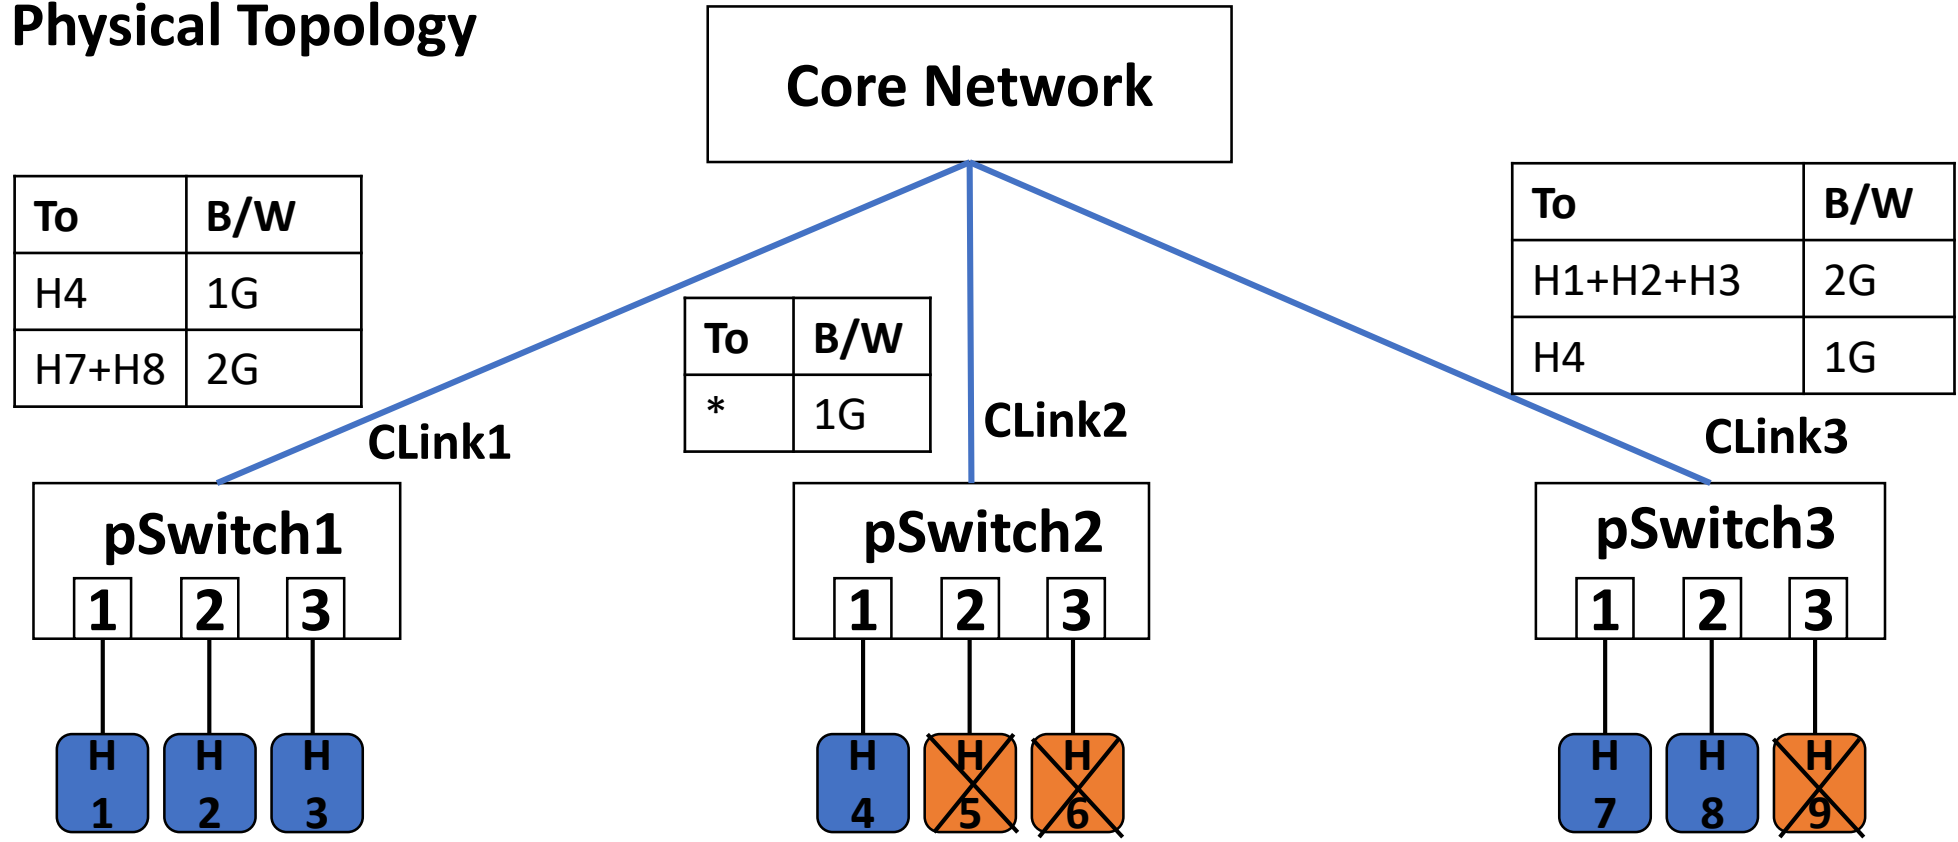 Physical Topology
Core Network
To B/W
H4 1G
H7+H8 2G
To B/W
* 1G
To B/W
H1+H2+H3 2G
H4 1G
CLink1
CLink2
CLink3
pSwitch1
1 2 3
pSwitch2
1 2 3
pSwitch3
1 2 3
H
1
H
2
H
3
H
4
H
5
H
6
H
7
H
8
H
9